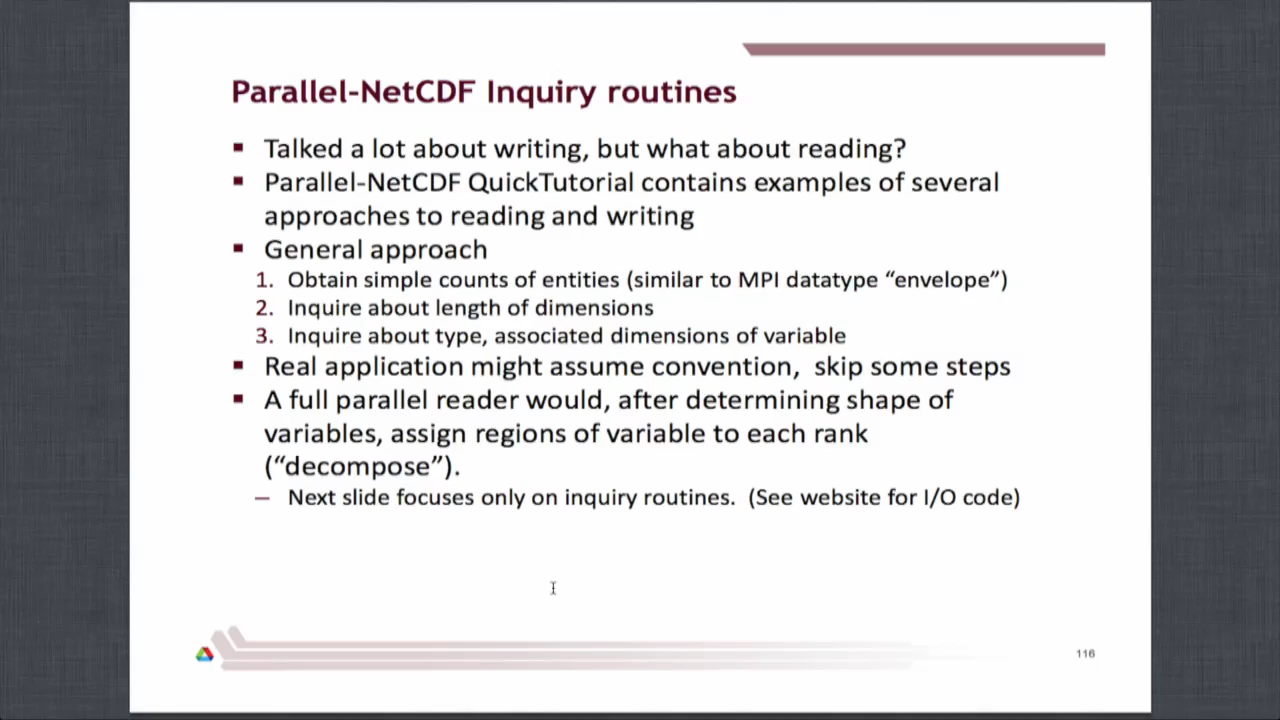 Parallel-NetCDF Inquiry routines
▪ Talked a lot about writing, but what about reading?
▪ Parallel-NetCDF QuickTutorial contains examples of several
approaches to reading and writing
▪ General approach
1. Obtain simple counts of entities (similar to MPI datatype “envelope”)
2. Inquire about length of dimensions
3. Inquire about type, associated dimensions of variable
▪ Real application might assume convention, skip some steps
▪ A full parallel reader would, after determining shape of
variables, assign regions of variable to each rank
(“decompose”).
– Next slide focuses only on inquiry routines. (See website for I/O code)
116